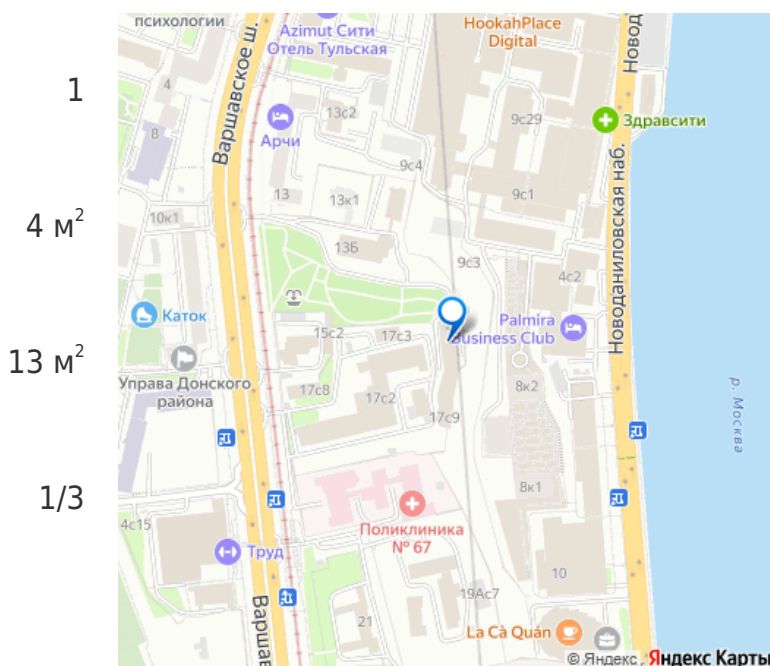 1
4 м²
13 м²
1/3
психологии
Azimut Сити
Отель Тульская
HookahPlace
Digital
Варшавское ш.
4
8
13с2
Арчи
9с29
Здравсити
9с4
13
13к1
9с1
10к1
13Б
9с3
4с2
Новоданиловская наб.
Каток
15с2
17с3
Palmira
Business Club
Управа Донского
района
17с8
17с2
8к2
17с9
р. Москва
8к1
4с15
Поликлиника
№ 67
Труд
10
19Ас7
21
La Cà Quán
© Яндекс
Яндекс Карты